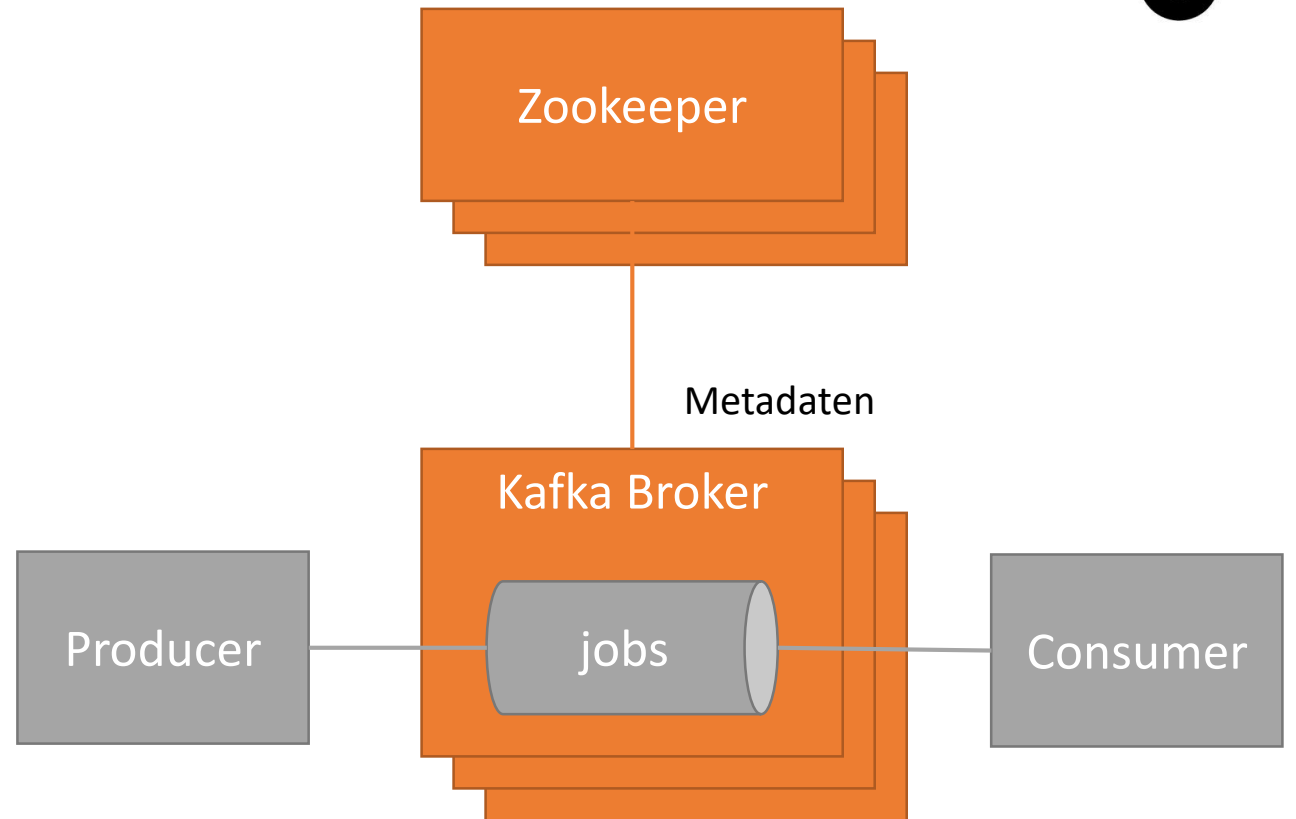 Zookeeper
Metadaten
Kafka Broker
Producer
jobs
Consumer